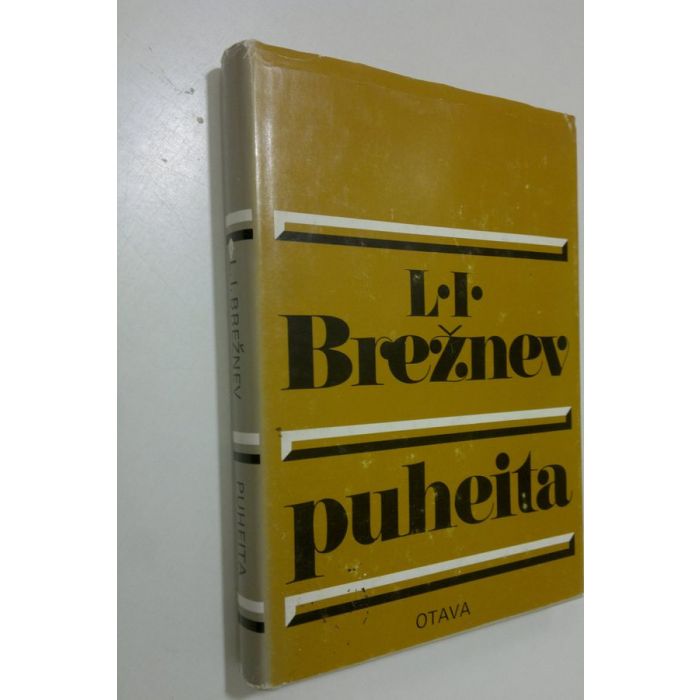 L·I·
Brežnev
puheita
OTAVA
L. I. BREŽNEV
PUHEITA